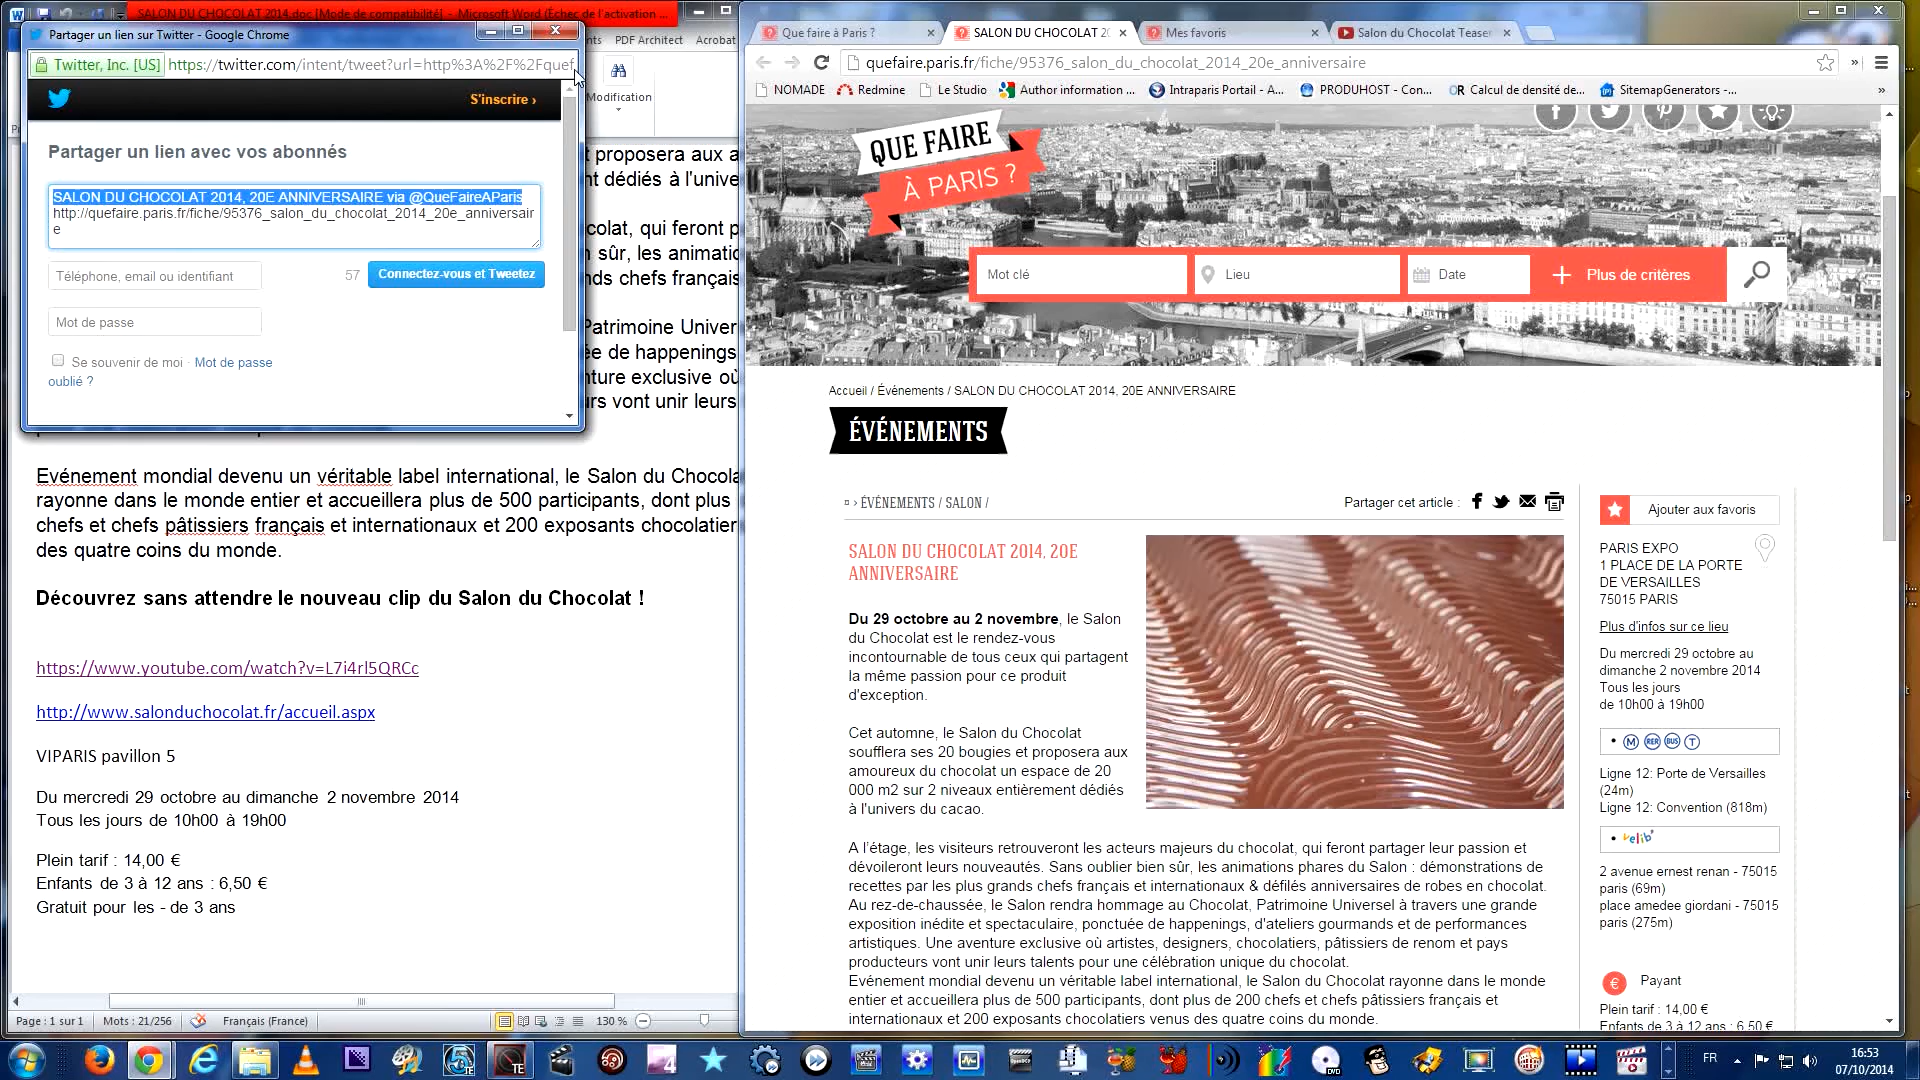 SALON DU CHOCOLAT 2014.doc [Mode de compatibilité] - Microsoft Word (Échec de l'activation ...
Partager un lien sur Twitter - Google Chrome
Twitter, Inc. [US] https://twitter.com/intent/tweet?url=http%3A%2F%2Fquef
S'inscrire ›
Partager un lien avec vos abonnés
SALON DU CHOCOLAT 2014, 20E ANNIVERSAIRE via @QueFaireAParis
http://quefaire.paris.fr/fiche/95376_salon_du_chocolat_2014_20e_anniversair
e
Téléphone, email ou identifiant
57 Connectez-vous et Tweetez
Mot de passe
Se souvenir de moi · Mot de passe
oublié ?
PDF Architect Acrobat
Modification
t proposera aux a
nt dédiés à l'unive
colat, qui feront p
n sûr, les animatio
nds chefs français
Patrimoine Univer
ée de happenings
nture exclusive où
urs vont unir leurs
Evénement mondial devenu un véritable label international, le Salon du Chocola
rayonne dans le monde entier et accueillera plus de 500 participants, dont plus
chefs et chefs pâtissiers français et internationaux et 200 exposants chocolatier
des quatre coins du monde.
Découvrez sans attendre le nouveau clip du Salon du Chocolat !
https://www.youtube.com/watch?v=L7i4rl5QRCc
http://www.salonduchocolat.fr/accueil.aspx
VIPARIS pavillon 5
Du mercredi 29 octobre au dimanche 2 novembre 2014
Tous les jours de 10h00 à 19h00
Plein tarif : 14,00 €
Enfants de 3 à 12 ans : 6,50 €
Gratuit pour les - de 3 ans
Page : 1 sur 1 Mots : 21/256 Français (France) 130 %
Que faire à Paris ? SALON DU CHOCOLAT 20 Mes favoris Salon du Chocolat Teaser
quefaire.paris.fr/fiche/95376_salon_du_chocolat_2014_20e_anniversaire
NOMADE Redmine Le Studio Author information ... Intraparis Portail - A... PRODUHOST - Con... OR Calcul de densité de... SitemapGenerators -... »
QUE FAIRE
À PARIS ?
Mot clé Lieu Date + Plus de critères
Accueil / Événements / SALON DU CHOCOLAT 2014, 20E ANNIVERSAIRE
ÉVÉNEMENTS
› ÉVÉNEMENTS / SALON /
Partager cet article :
SALON DU CHOCOLAT 2014, 20E
ANNIVERSAIRE
Du 29 octobre au 2 novembre, le Salon
du Chocolat est le rendez-vous
incontournable de tous ceux qui partagent
la même passion pour ce produit
d'exception.
Cet automne, le Salon du Chocolat
soufflera ses 20 bougies et proposera aux
amoureux du chocolat un espace de 20
000 m2 sur 2 niveaux entièrement dédiés
à l'univers du cacao.
A l'étage, les visiteurs retrouveront les acteurs majeurs du chocolat, qui feront partager leur passion et
dévoileront leurs nouveautés. Sans oublier bien sûr, les animations phares du Salon : démonstrations de
recettes par les plus grands chefs français et internationaux & défilés anniversaires de robes en chocolat.
Au rez-de-chaussée, le Salon rendra hommage au Chocolat, Patrimoine Universel à travers une grande
exposition inédite et spectaculaire, ponctuée de happenings, d'ateliers gourmands et de performances
artistiques. Une aventure exclusive où artistes, designers, chocolatiers, pâtissiers de renom et pays
producteurs vont unir leurs talents pour une célébration unique du chocolat.
Evénement mondial devenu un véritable label international, le Salon du Chocolat rayonne dans le monde
entier et accueillera plus de 500 participants, dont plus de 200 chefs et chefs pâtissiers français et
internationaux et 200 exposants chocolatiers venus des quatre coins du monde.
Ajouter aux favoris
PARIS EXPO
1 PLACE DE LA PORTE
DE VERSAILLES
75015 PARIS
Plus d'infos sur ce lieu
Du mercredi 29 octobre au
dimanche 2 novembre 2014
Tous les jours
de 10h00 à 19h00
• M RER BUS T
Ligne 12: Porte de Versailles
(24m)
Ligne 12: Convention (818m)
• velib'
2 avenue ernest renan - 75015
paris (69m)
place amedee giordani - 75015
paris (275m)
€ Payant
Plein tarif : 14,00 €
Enfants de 3 à 12 ans : 6,50 €
FR
16:53
07/10/2014